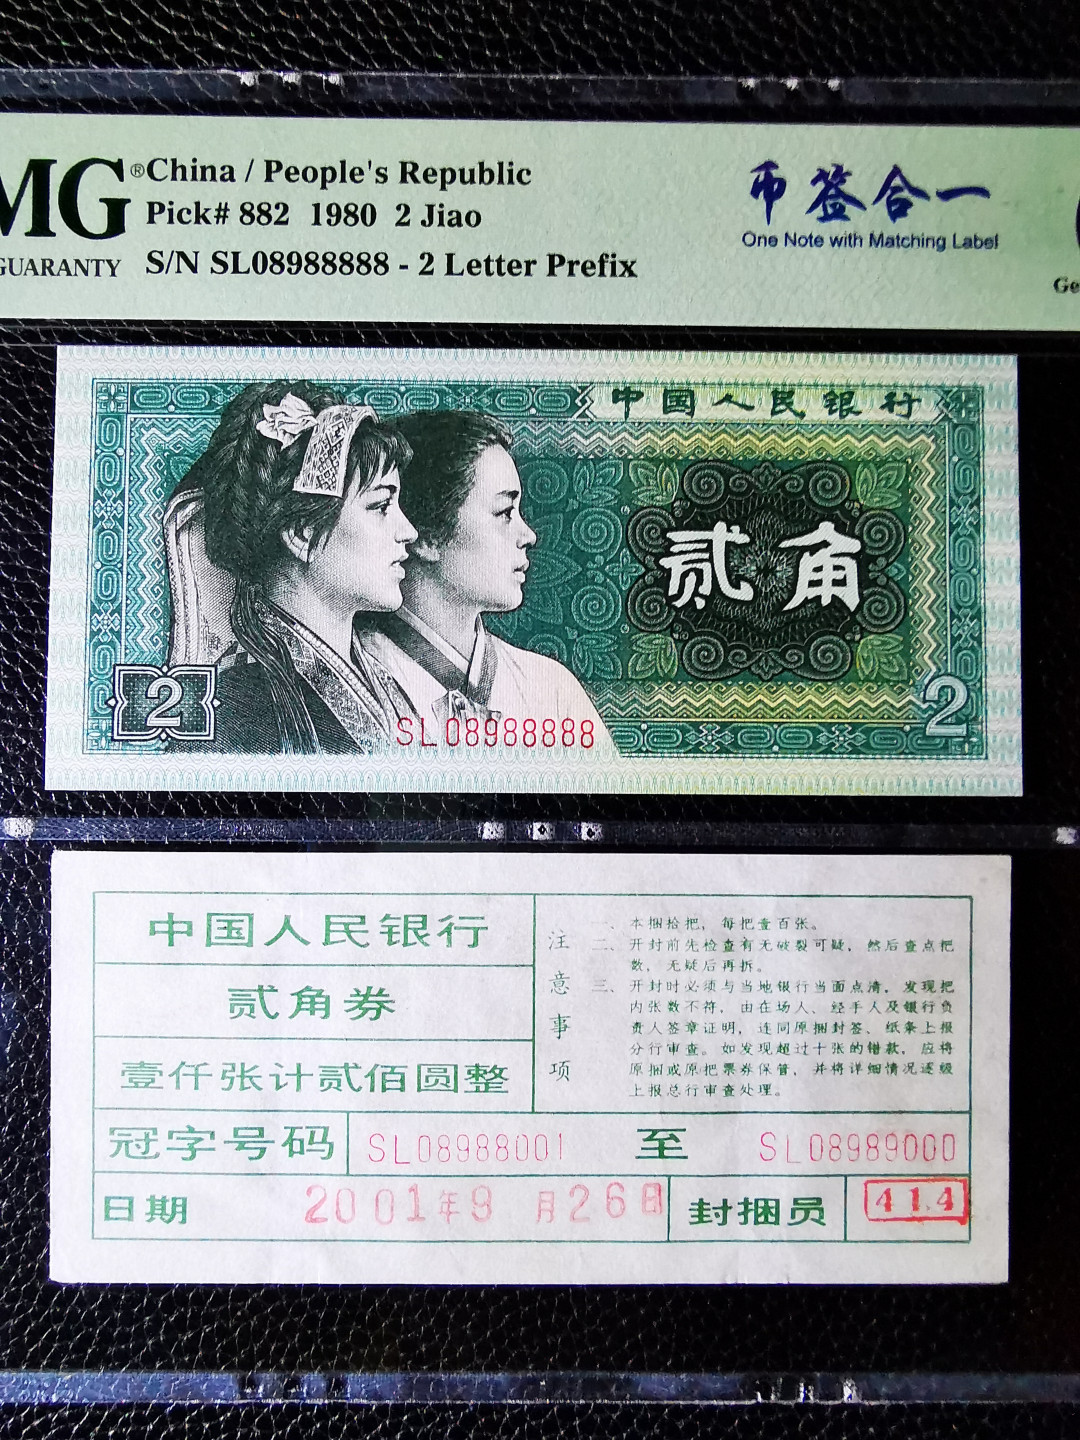 MG® China / People's Republic
Pick# 882 1980 2 Jiao
GUARANTY S/N SL08988888 - 2 Letter Prefix
币签合一
One Note with Matching Label
Ge
中国人民银行
贰角
2
2
SL08988888
中国人民银行
贰角券
壹仟张计贰佰圆整
注意事项
一、本捆拾把，每把壹百张。
二、开封前先检查有无破裂可疑，然后查点把
数，无疑后再拆。
三、开封时必须与当地银行当面点清，发现把
内张数不符，由在场人、经手人及银行负
责人签章证明，连同原捆封签、纸条上报
分行审查。如发现超过十张的错款，应将
原捆或原把票券保管，并将详细情况逐级
上报总行审查处理。
冠字号码 SL08988001 至 SL08989000
日期 2001年9月26日 封捆员 414